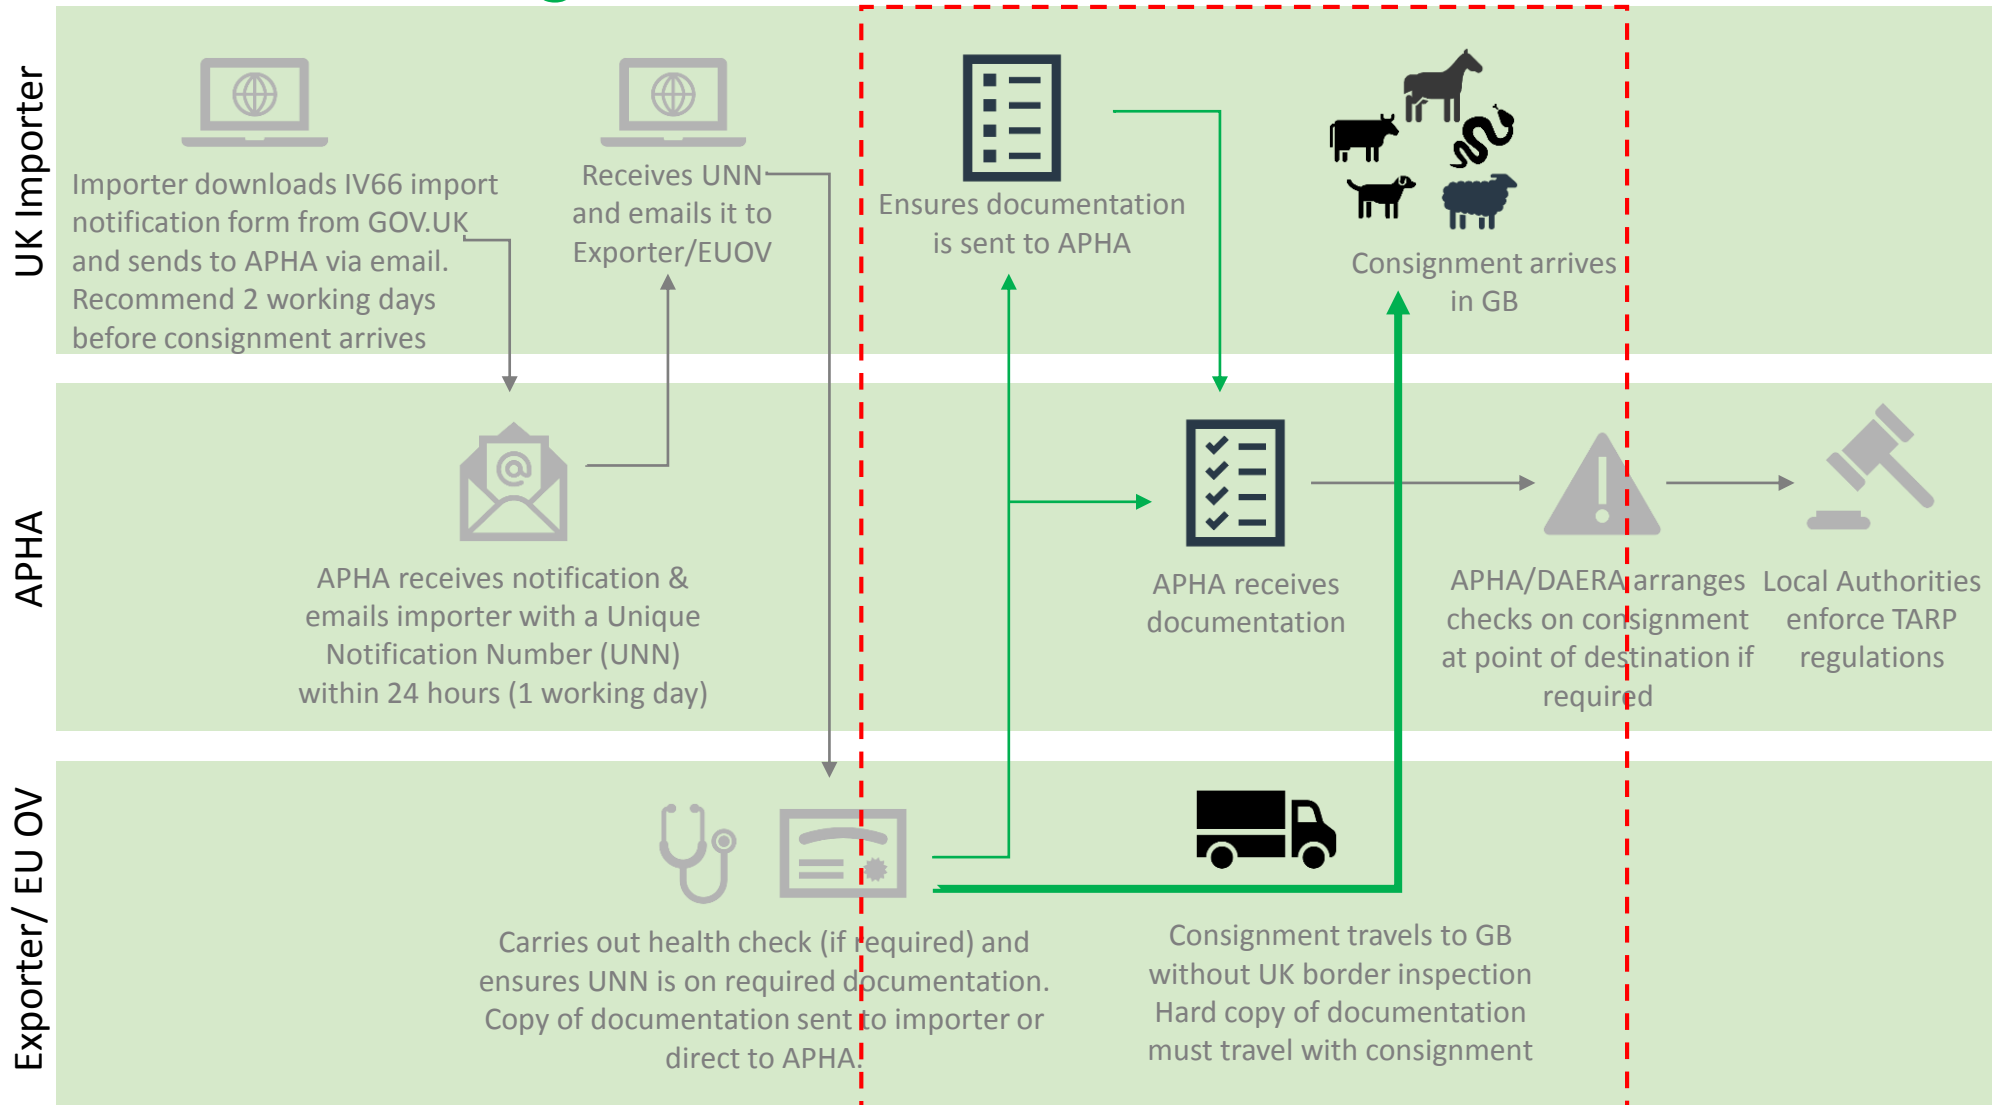 UK Importer
Importer downloads IV66 import
notification form from GOV.UK
and sends to APHA via email.
Recommend 2 working days
before consignment arrives
Receives UNN
and emails it to
Exporter/EUOV
Ensures documentation
is sent to APHA
Consignment arrives
in GB
APHA
@
APHA receives notification &
emails importer with a Unique
Notification Number (UNN)
within 24 hours (1 working day)
APHA receives
documentation
APHA/DAERA arranges
checks on consignment
at point of destination if
required
Local Authorities
enforce TARP
regulations
Exporter/ EU OV
Carries out health check (if required) and
ensures UNN is on required documentation.
Copy of documentation sent to importer or
direct to APHA.
Consignment travels to GB
without UK border inspection
Hard copy of documentation
must travel with consignment